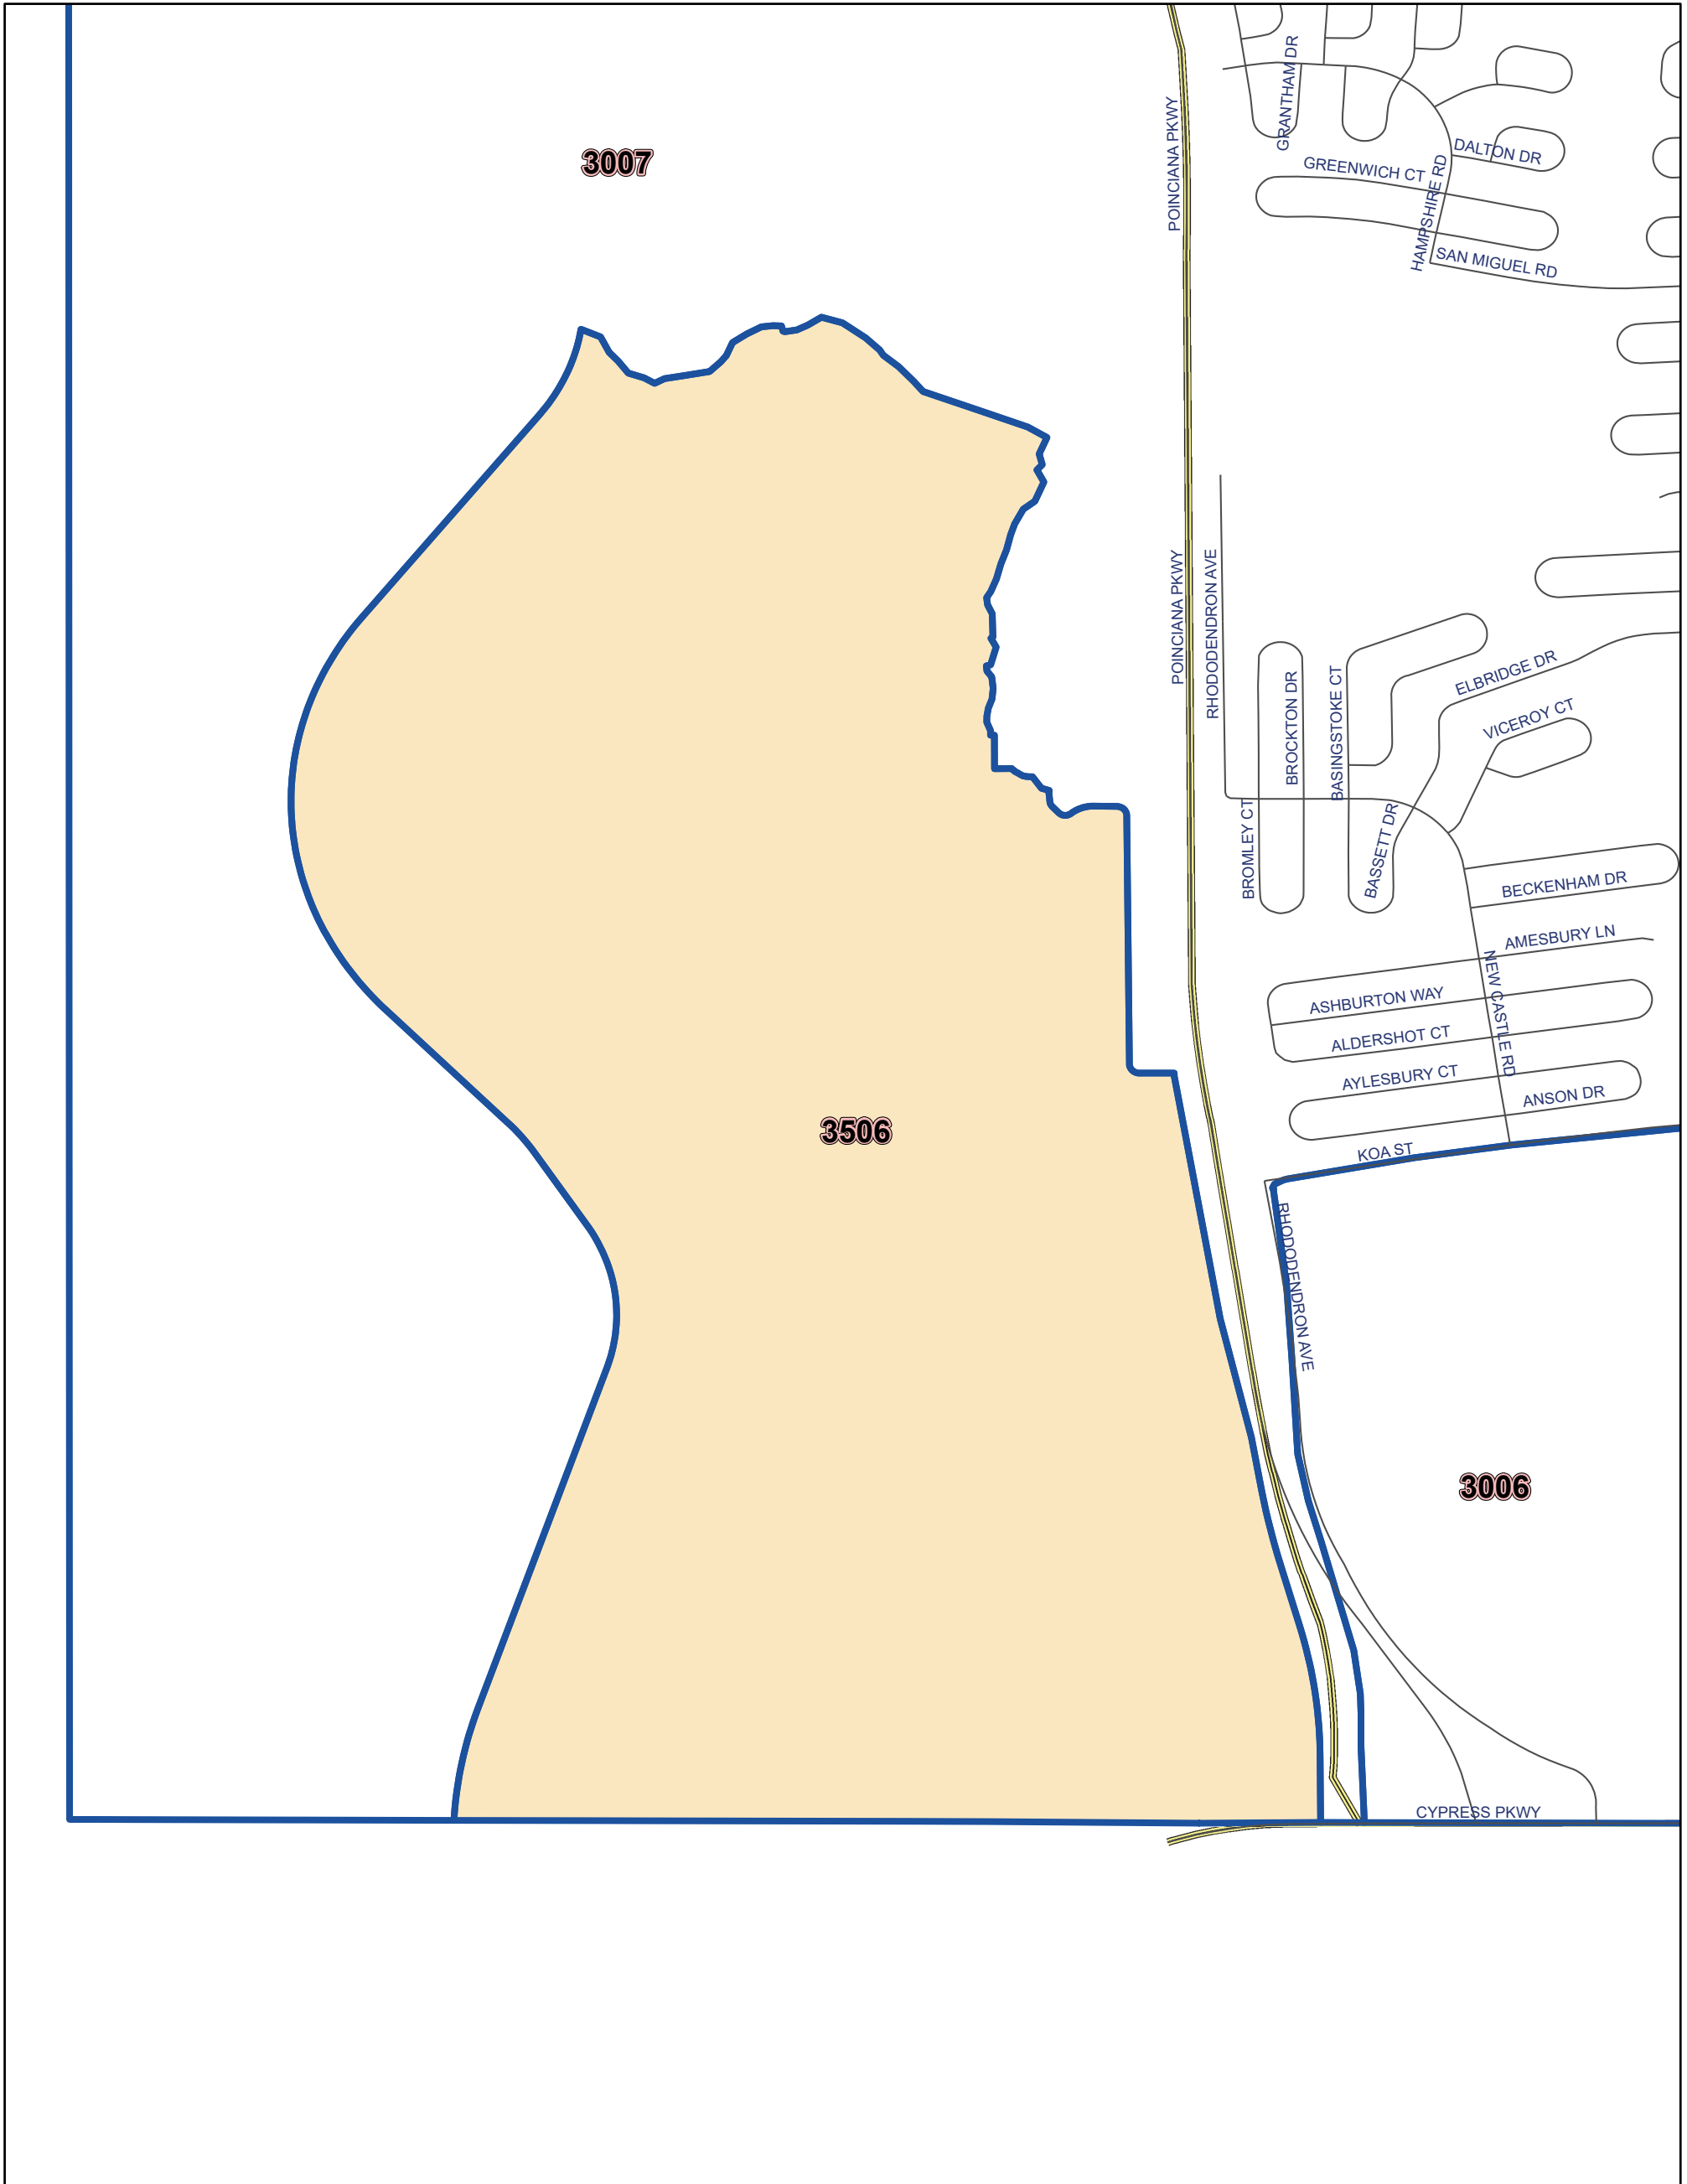 GRANTHAM DR
POINCIANA PKWY
3007
DALTON DR
GREENWICH CT
HAMPSHIRE RD
SAN MIGUEL RD
POINCIANA PKWY
RHODODENDRON AVE
BROCKTON DR
BASINGSTOKE CT
ELBRIDGE DR
VICEROY CT
BROMLEY CT
BASSETT DR
BECKENHAM DR
AMESBURY LN
NEW CASTLE RD
ASHBURTON WAY
ALDERSHOT CT
AYLESBURY CT
ANSON DR
3506
KOA ST
RHODODENDRON AVE
3006
CYPRESS PKWY